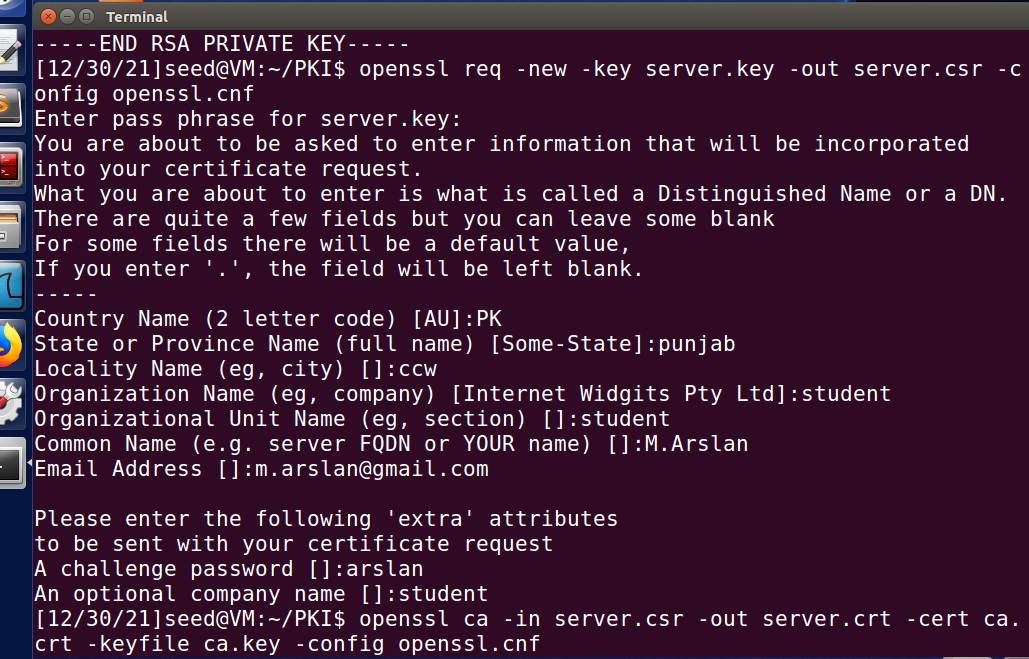 Terminal
-----END RSA PRIVATE KEY-----
[12/30/21]seed@VM:~/PKI$ openssl req -new -key server.key -out server.csr -c
onfig openssl.cnf
Enter pass phrase for server.key:
You are about to be asked to enter information that will be incorporated
into your certificate request.
What you are about to enter is what is called a Distinguished Name or a DN.
There are quite a few fields but you can leave some blank
For some fields there will be a default value,
If you enter '.', the field will be left blank.
-----
Country Name (2 letter code) [AU]:PK
State or Province Name (full name) [Some-State]:punjab
Locality Name (eg, city) []:ccw
Organization Name (eg, company) [Internet Widgits Pty Ltd]:student
Organizational Unit Name (eg, section) []:student
Common Name (e.g. server FQDN or YOUR name) []:M.Arslan
Email Address []:m.arslan@gmail.com

Please enter the following 'extra' attributes
to be sent with your certificate request
A challenge password []:arslan
An optional company name []:student
[12/30/21]seed@VM:~/PKI$ openssl ca -in server.csr -out server.crt -cert ca.
crt -keyfile ca.key -config openssl.cnf